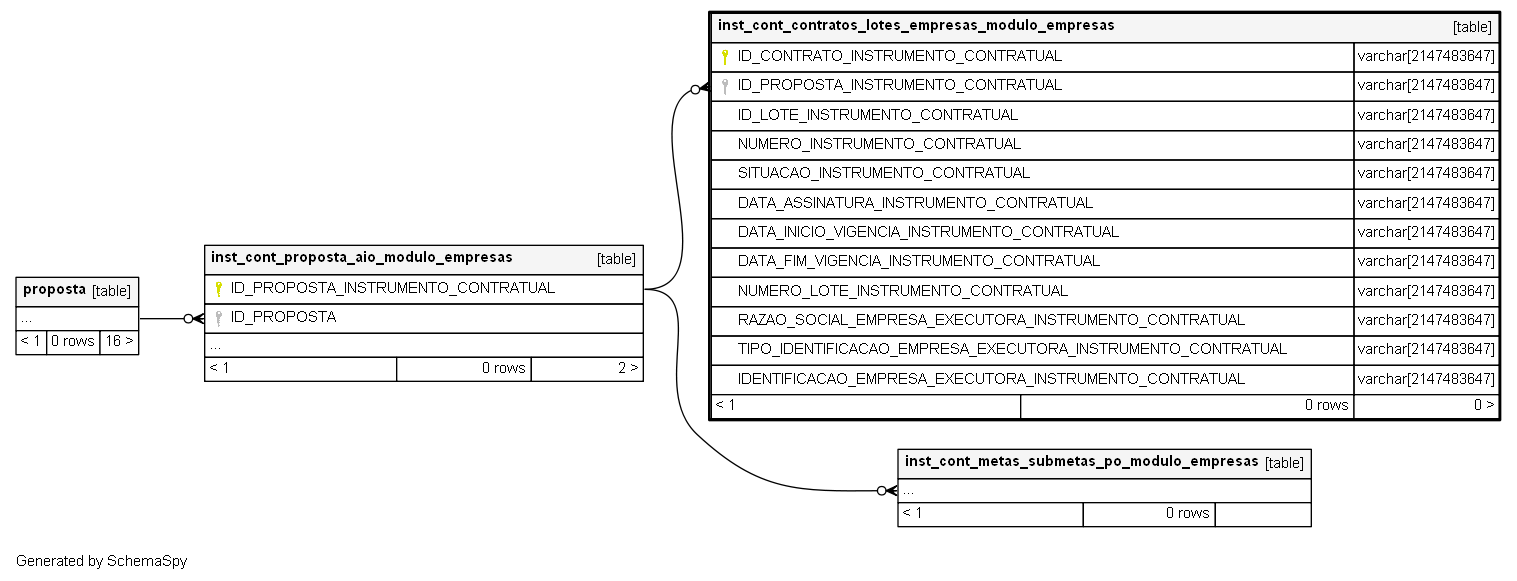 inst_cont_contratos_lotes_empresas_modulo_empresas [table]
ID_CONTRATO_INSTRUMENTO_CONTRATUAL varchar[2147483647]
ID_PROPOSTA_INSTRUMENTO_CONTRATUAL varchar[2147483647]
ID_LOTE_INSTRUMENTO_CONTRATUAL varchar[2147483647]
NUMERO_INSTRUMENTO_CONTRATUAL varchar[2147483647]
SITUACAO_INSTRUMENTO_CONTRATUAL varchar[2147483647]
DATA_ASSINATURA_INSTRUMENTO_CONTRATUAL varchar[2147483647]
DATA_INICIO_VIGENCIA_INSTRUMENTO_CONTRATUAL varchar[2147483647]
DATA_FIM_VIGENCIA_INSTRUMENTO_CONTRATUAL varchar[2147483647]
NUMERO_LOTE_INSTRUMENTO_CONTRATUAL varchar[2147483647]
RAZAO_SOCIAL_EMPRESA_EXECUTORA_INSTRUMENTO_CONTRATUAL varchar[2147483647]
TIPO_IDENTIFICACAO_EMPRESA_EXECUTORA_INSTRUMENTO_CONTRATUAL varchar[2147483647]
IDENTIFICACAO_EMPRESA_EXECUTORA_INSTRUMENTO_CONTRATUAL varchar[2147483647]
< 1 0 rows 0 >
inst_cont_proposta_aio_modulo_empresas [table]
ID_PROPOSTA_INSTRUMENTO_CONTRATUAL
ID_PROPOSTA
...
< 1 0 rows 2 >
proposta [table]
...
< 1 0 rows 16 >
inst_cont_metas_submetas_po_modulo_empresas [table]
...
< 1 0 rows
Generated by SchemaSpy